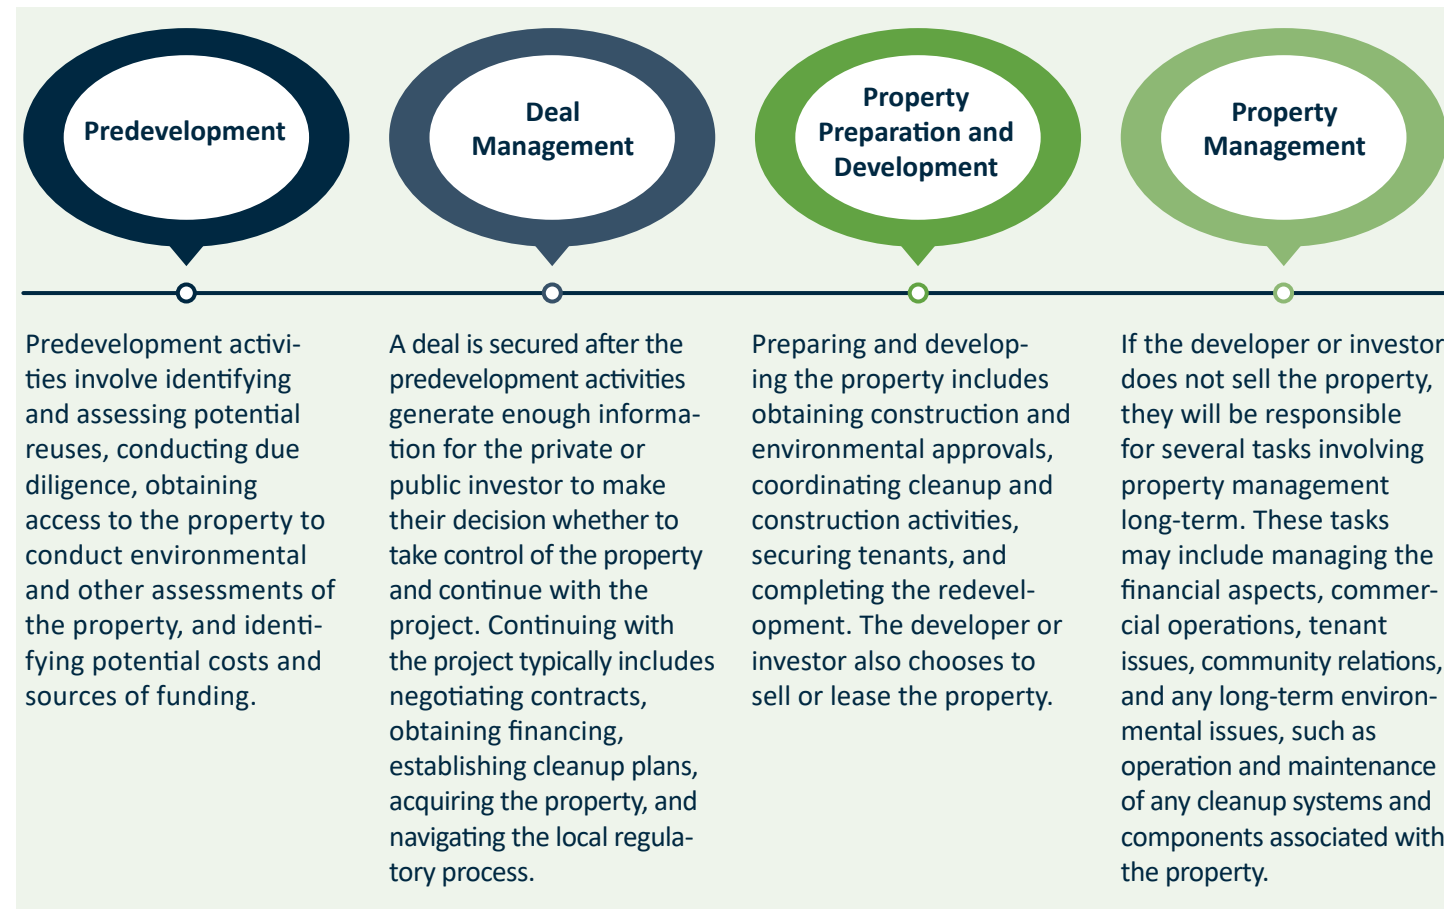 Predevelopment
Deal
Management
Property
Preparation and
Development
Property
Management
Predevelopment activi-
ties involve identifying
and assessing potential
reuses, conducting due
diligence, obtaining
access to the property to
conduct environmental
and other assessments of
the property, and identi-
fying potential costs and
sources of funding.
A deal is secured after the
predevelopment activities
generate enough informa-
tion for the private or
public investor to make
their decision whether to
take control of the property
and continue with the
project. Continuing with
the project typically includes
negotiating contracts,
obtaining financing,
establishing cleanup plans,
acquiring the property, and
navigating the local regula-
tory process.
Preparing and develop-
ing the property includes
obtaining construction and
environmental approvals,
coordinating cleanup and
construction activities,
securing tenants, and
completing the redevel-
opment. The developer or
investor also chooses to
sell or lease the property.
If the developer or investor
does not sell the property,
they will be responsible
for several tasks involving
property management
long-term. These tasks
may include managing the
financial aspects, commer-
cial operations, tenant
issues, community relations,
and any long-term environ-
mental issues, such as
operation and maintenance
of any cleanup systems and
components associated with
the property.